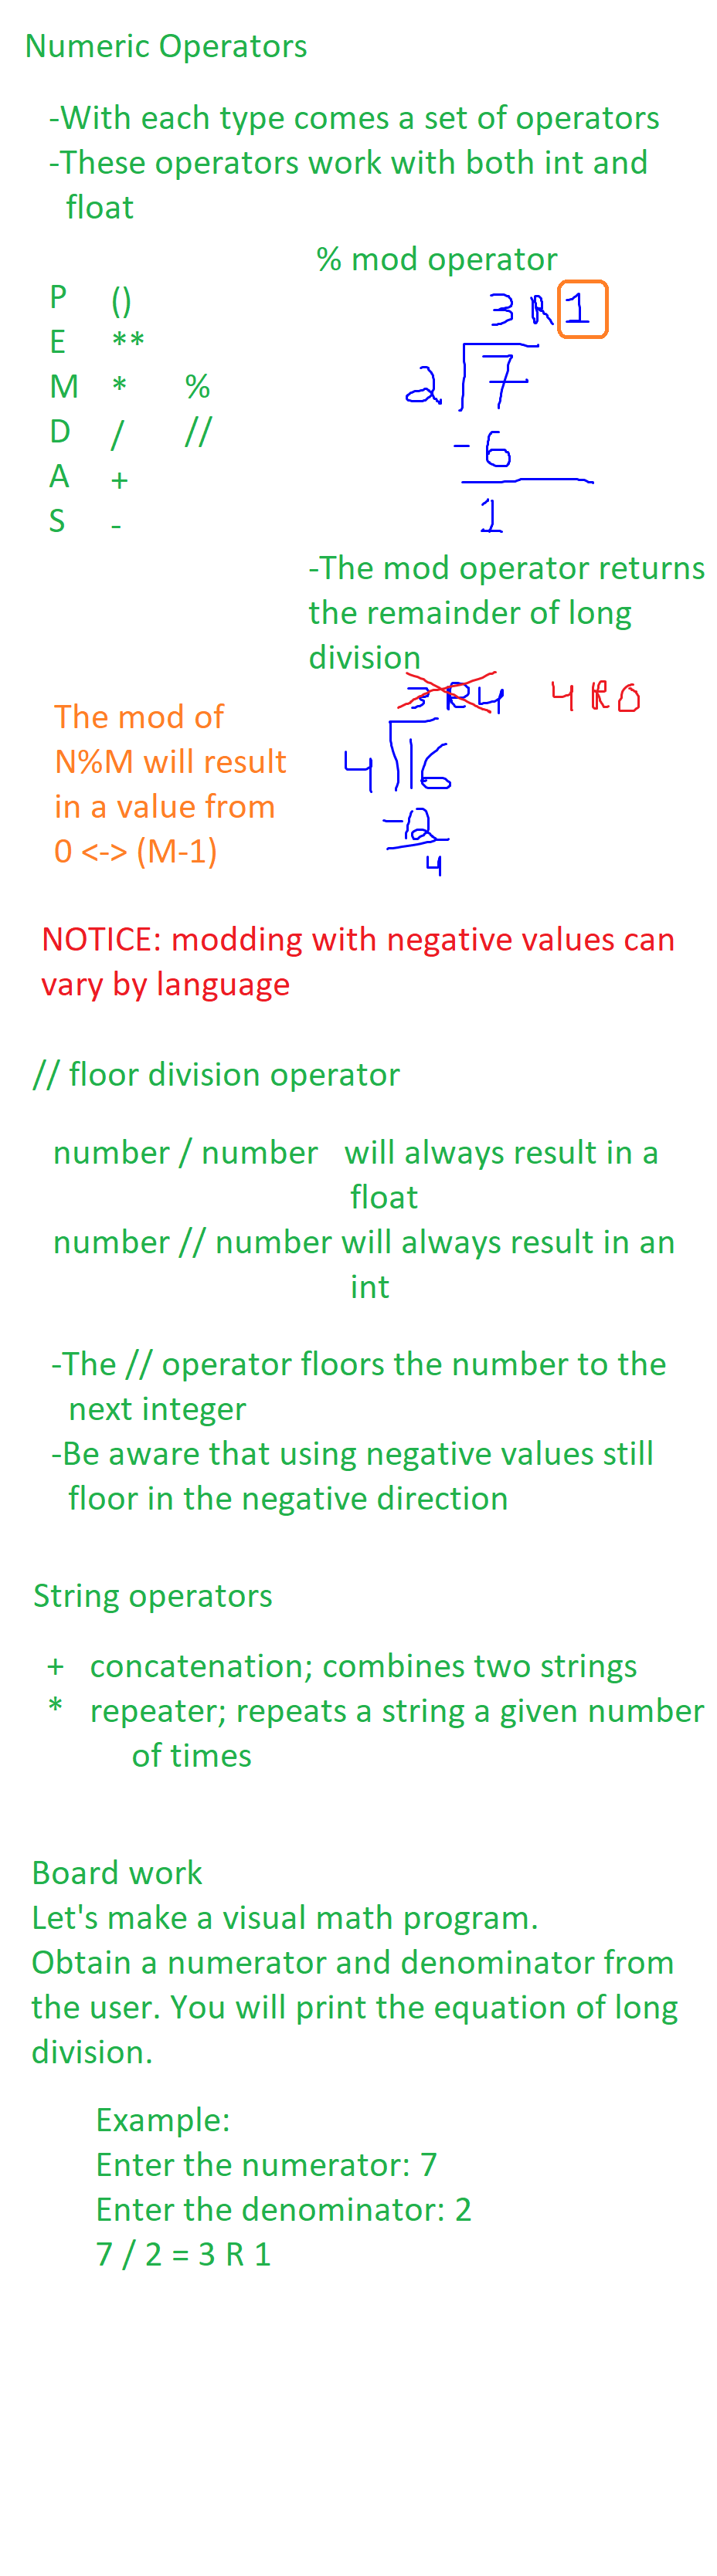 Numeric Operators
-With each type comes a set of operators
-These operators work with both int and
float
% mod operator
P ()
E **
M * %
D / //
A +
S -
3 R 1
2 7
- 6
1
-The mod operator returns
the remainder of long
division
The mod of
N%M will result
in a value from
0 <-> (M-1)
3 R 4 4 R 0
4 16
-12
4
NOTICE: modding with negative values can
vary by language
// floor division operator
number / number will always result in a
float
number // number will always result in an
int
-The // operator floors the number to the
next integer
-Be aware that using negative values still
floor in the negative direction
String operators
+ concatenation; combines two strings
* repeater; repeats a string a given number
of times
Board work
Let's make a visual math program.
Obtain a numerator and denominator from
the user. You will print the equation of long
division.
Example:
Enter the numerator: 7
Enter the denominator: 2
7 / 2 = 3 R 1